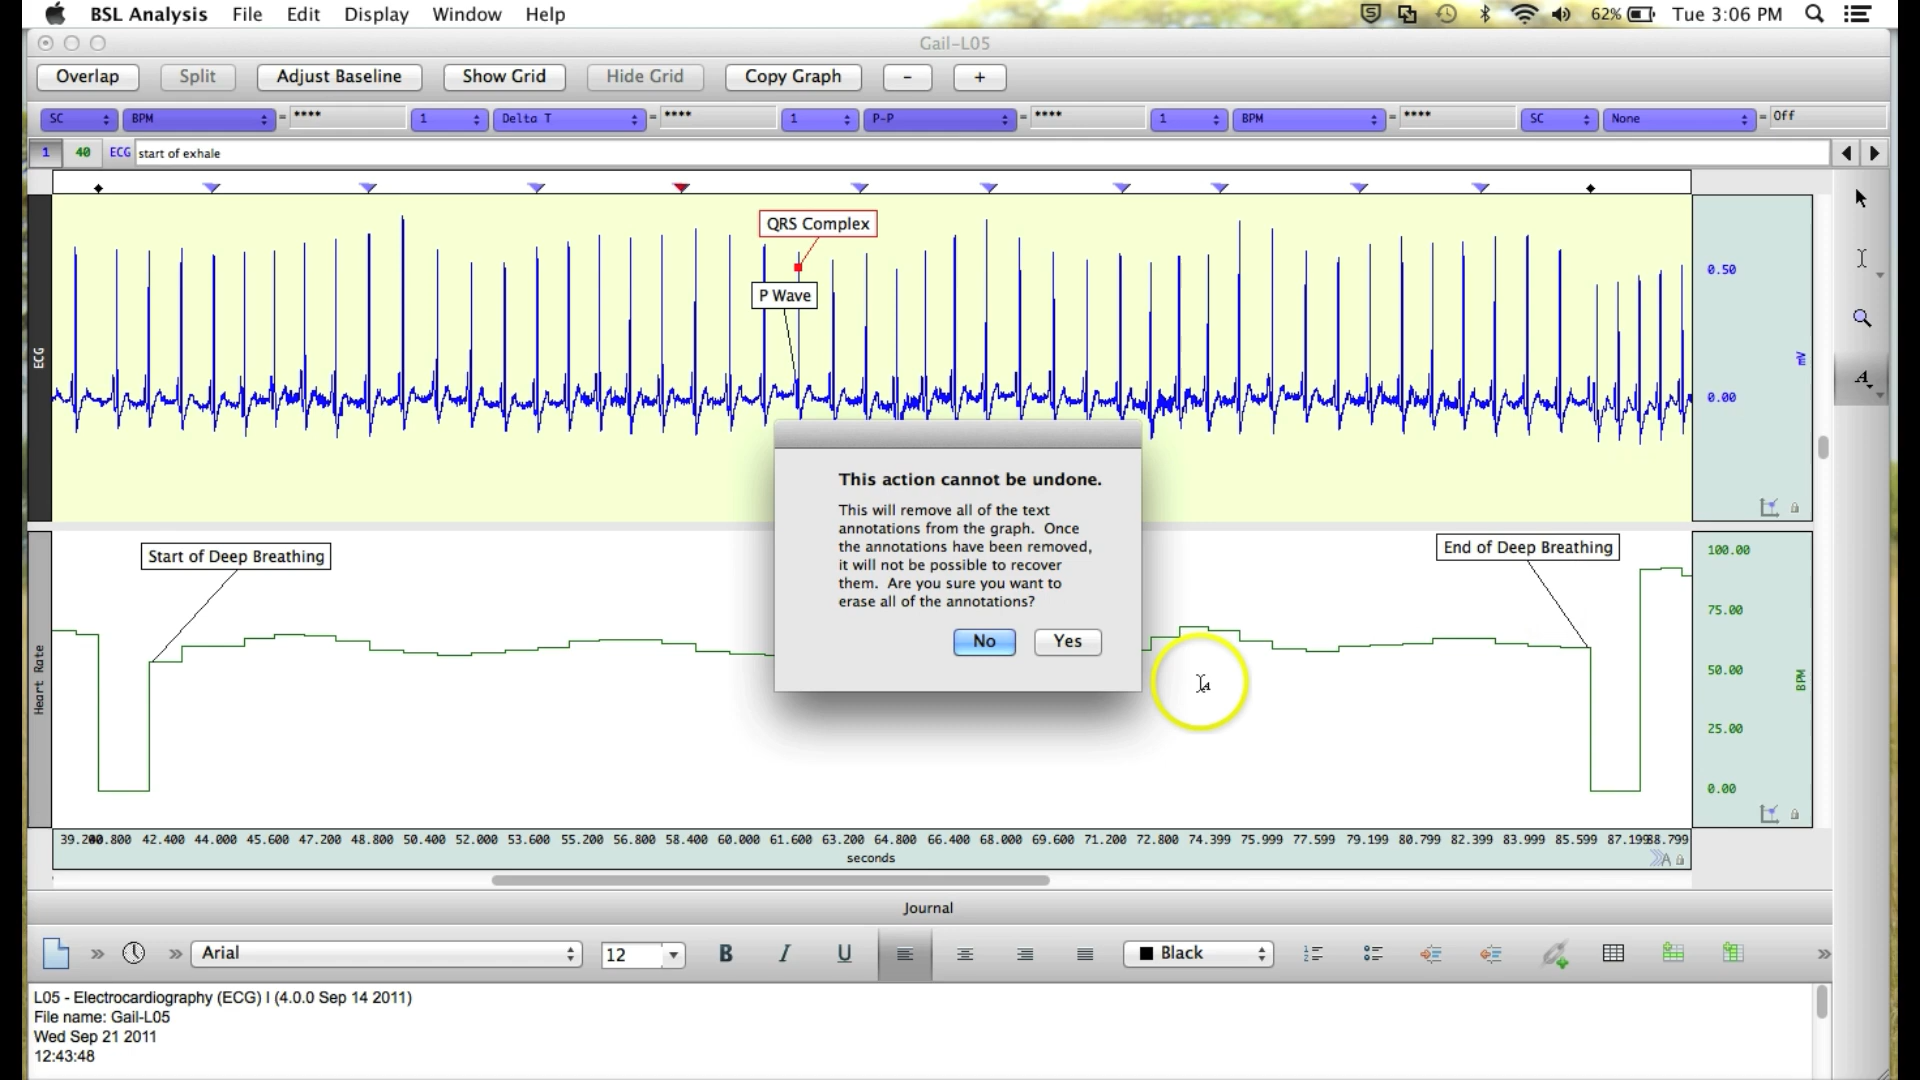 BSL Analysis File Edit Display Window Help 62% Tue 3:06 PM
Gail-L05
Overlap Split Adjust Baseline Show Grid Hide Grid Copy Graph - +
SC BPM = **** 1 Delta T = **** 1 P-P = **** 1 BPM = **** SC None = Off
1 40 ECG start of exhale
QRS Complex
P Wave
ECG
0.50
0.00
mV
This action cannot be undone.
This will remove all of the text
annotations from the graph. Once
the annotations have been removed,
it will not be possible to recover
them. Are you sure you want to
erase all of the annotations?
No Yes
Start of Deep Breathing
End of Deep Breathing
Heart Rate
100.00
75.00
50.00
25.00
0.00
BPM
40.800 42.400 44.000 45.600 47.200 48.800 50.400 52.000 53.600 55.200 56.800 58.400 60.000 61.600 63.200 64.800 66.400 68.000 69.600 71.200 72.800 74.399 75.999 77.599 79.199 80.799 82.399 83.999 85.599 87.199 88.799
seconds
Journal
Arial 12 B I U Black
L05 - Electrocardiography (ECG) I (4.0.0 Sep 14 2011)
File name: Gail-L05
Wed Sep 21 2011
12:43:48